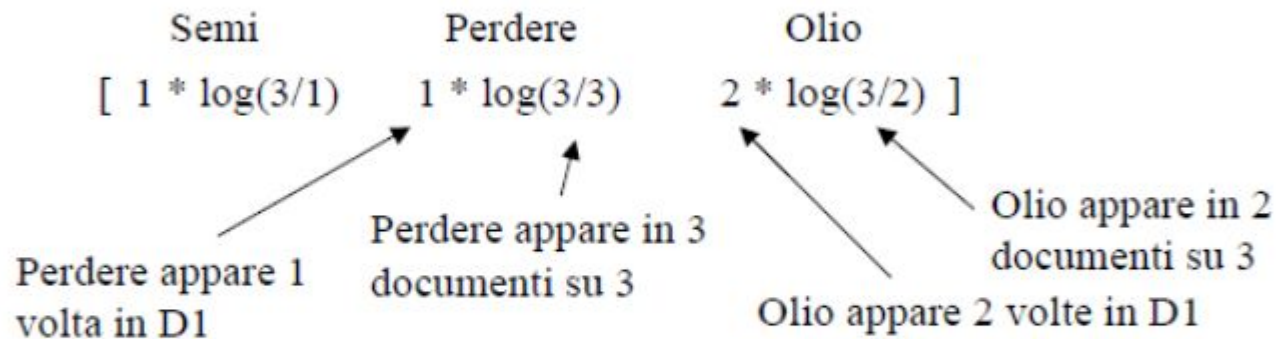 Semi Perdere Olio
[ 1 * log(3/1) 1 * log(3/3) 2 * log(3/2) ]
Perdere appare 1
volta in D1
Perdere appare in 3
documenti su 3
Olio appare 2 volte in D1
Olio appare in 2
documenti su 3